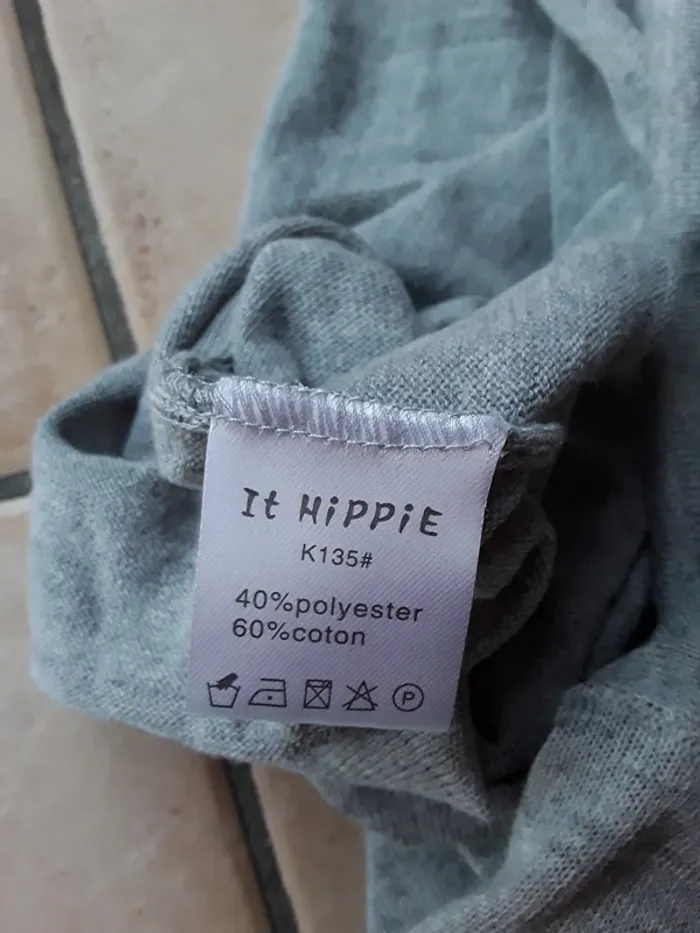 It HiPPiE
K135#
40%polyester
60%coton
P